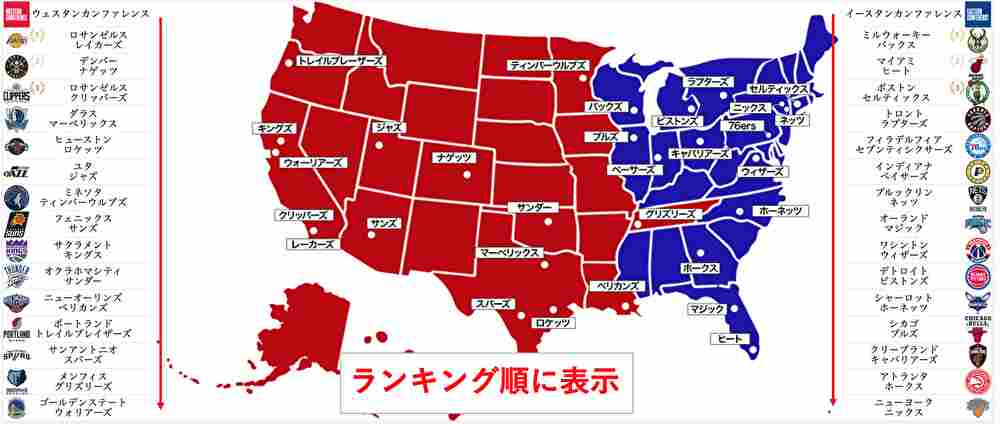 ウェスタンカンファレンス
ロサンゼルス
レイカーズ
デンバー
ナゲッツ
ロサンゼルス
クリッパーズ
ダラス
マーベリックス
ヒューストン
ロケッツ
ユタ
ジャズ
ミネソタ
ティンバーウルブズ
フェニックス
サンズ
サクラメント
キングス
オクラホマシティ
サンダー
ニューオーリンズ
ペリカンズ
ポートランド
トレイルブレイザーズ
サンアントニオ
スパーズ
メンフィス
グリズリーズ
ゴールデンステート
ウォリアーズ
トレイルブレーザーズ
ティンバーウルブズ
ラプターズ
セルティックス
バックス
ピストンズ
ニックス
ネッツ
キングズ
ジャズ
ブルズ
76ers
キャバリアーズ
ウォーリアーズ
ナゲッツ
ペーサーズ
ウィザーズ
クリッパーズ
サンズ
サンダー
グリズリーズ
ホーネッツ
レーカーズ
マーベリックス
ホークス
ペリカンズ
スパーズ
ロケッツ
マジック
ヒート
ランキング順に表示
イースタンカンファレンス
ミルウォーキー
バックス
マイアミ
ヒート
ボストン
セルティックス
トロント
ラプターズ
フィラデルフィア
セブンティシクサーズ
インディアナ
ペイサーズ
ブルックリン
ネッツ
オーランド
マジック
ワシントン
ウィザーズ
デトロイト
ピストンズ
シャーロット
ホーネッツ
シカゴ
ブルズ
クリーブランド
キャバリアーズ
アトランタ
ホークス
ニューヨーク
ニックス